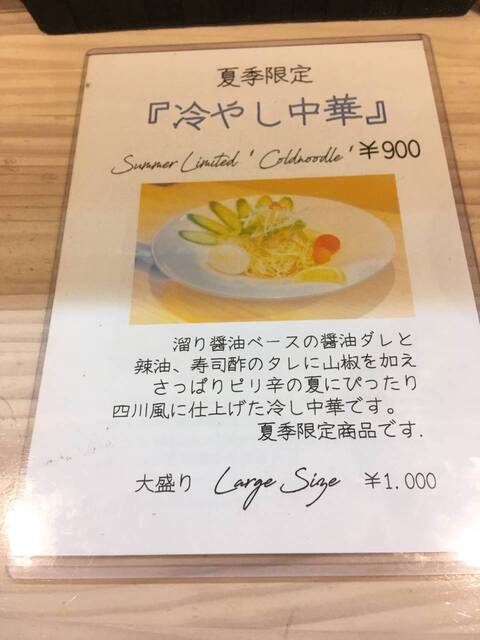 夏季限定
『冷やし中華』
Summer Limited ' Coldnoodle' ¥900
溜り醤油ベースの醤油ダレと
辣油、寿司酢のタレに山椒を加え
さっぱりピリ辛の夏にぴったり
四川風に仕上げた冷し中華です。
夏季限定商品です.
大盛り Large Size ¥1.000